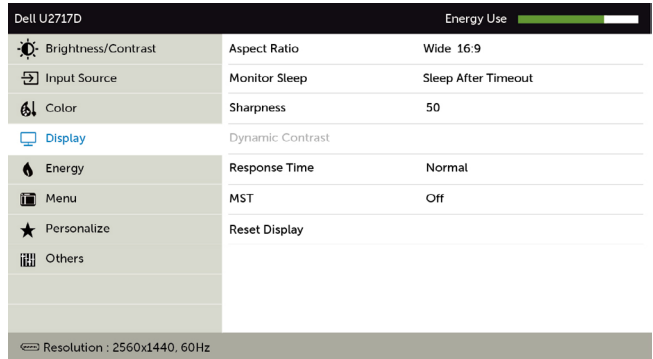 Dell U2717D Energy Use
Brightness/Contrast Aspect Ratio Wide 16:9
Input Source Monitor Sleep Sleep After Timeout
Color Sharpness 50
Display Dynamic Contrast
Energy Response Time Normal
Menu MST Off
Personalize Reset Display
Others
Resolution : 2560x1440, 60Hz